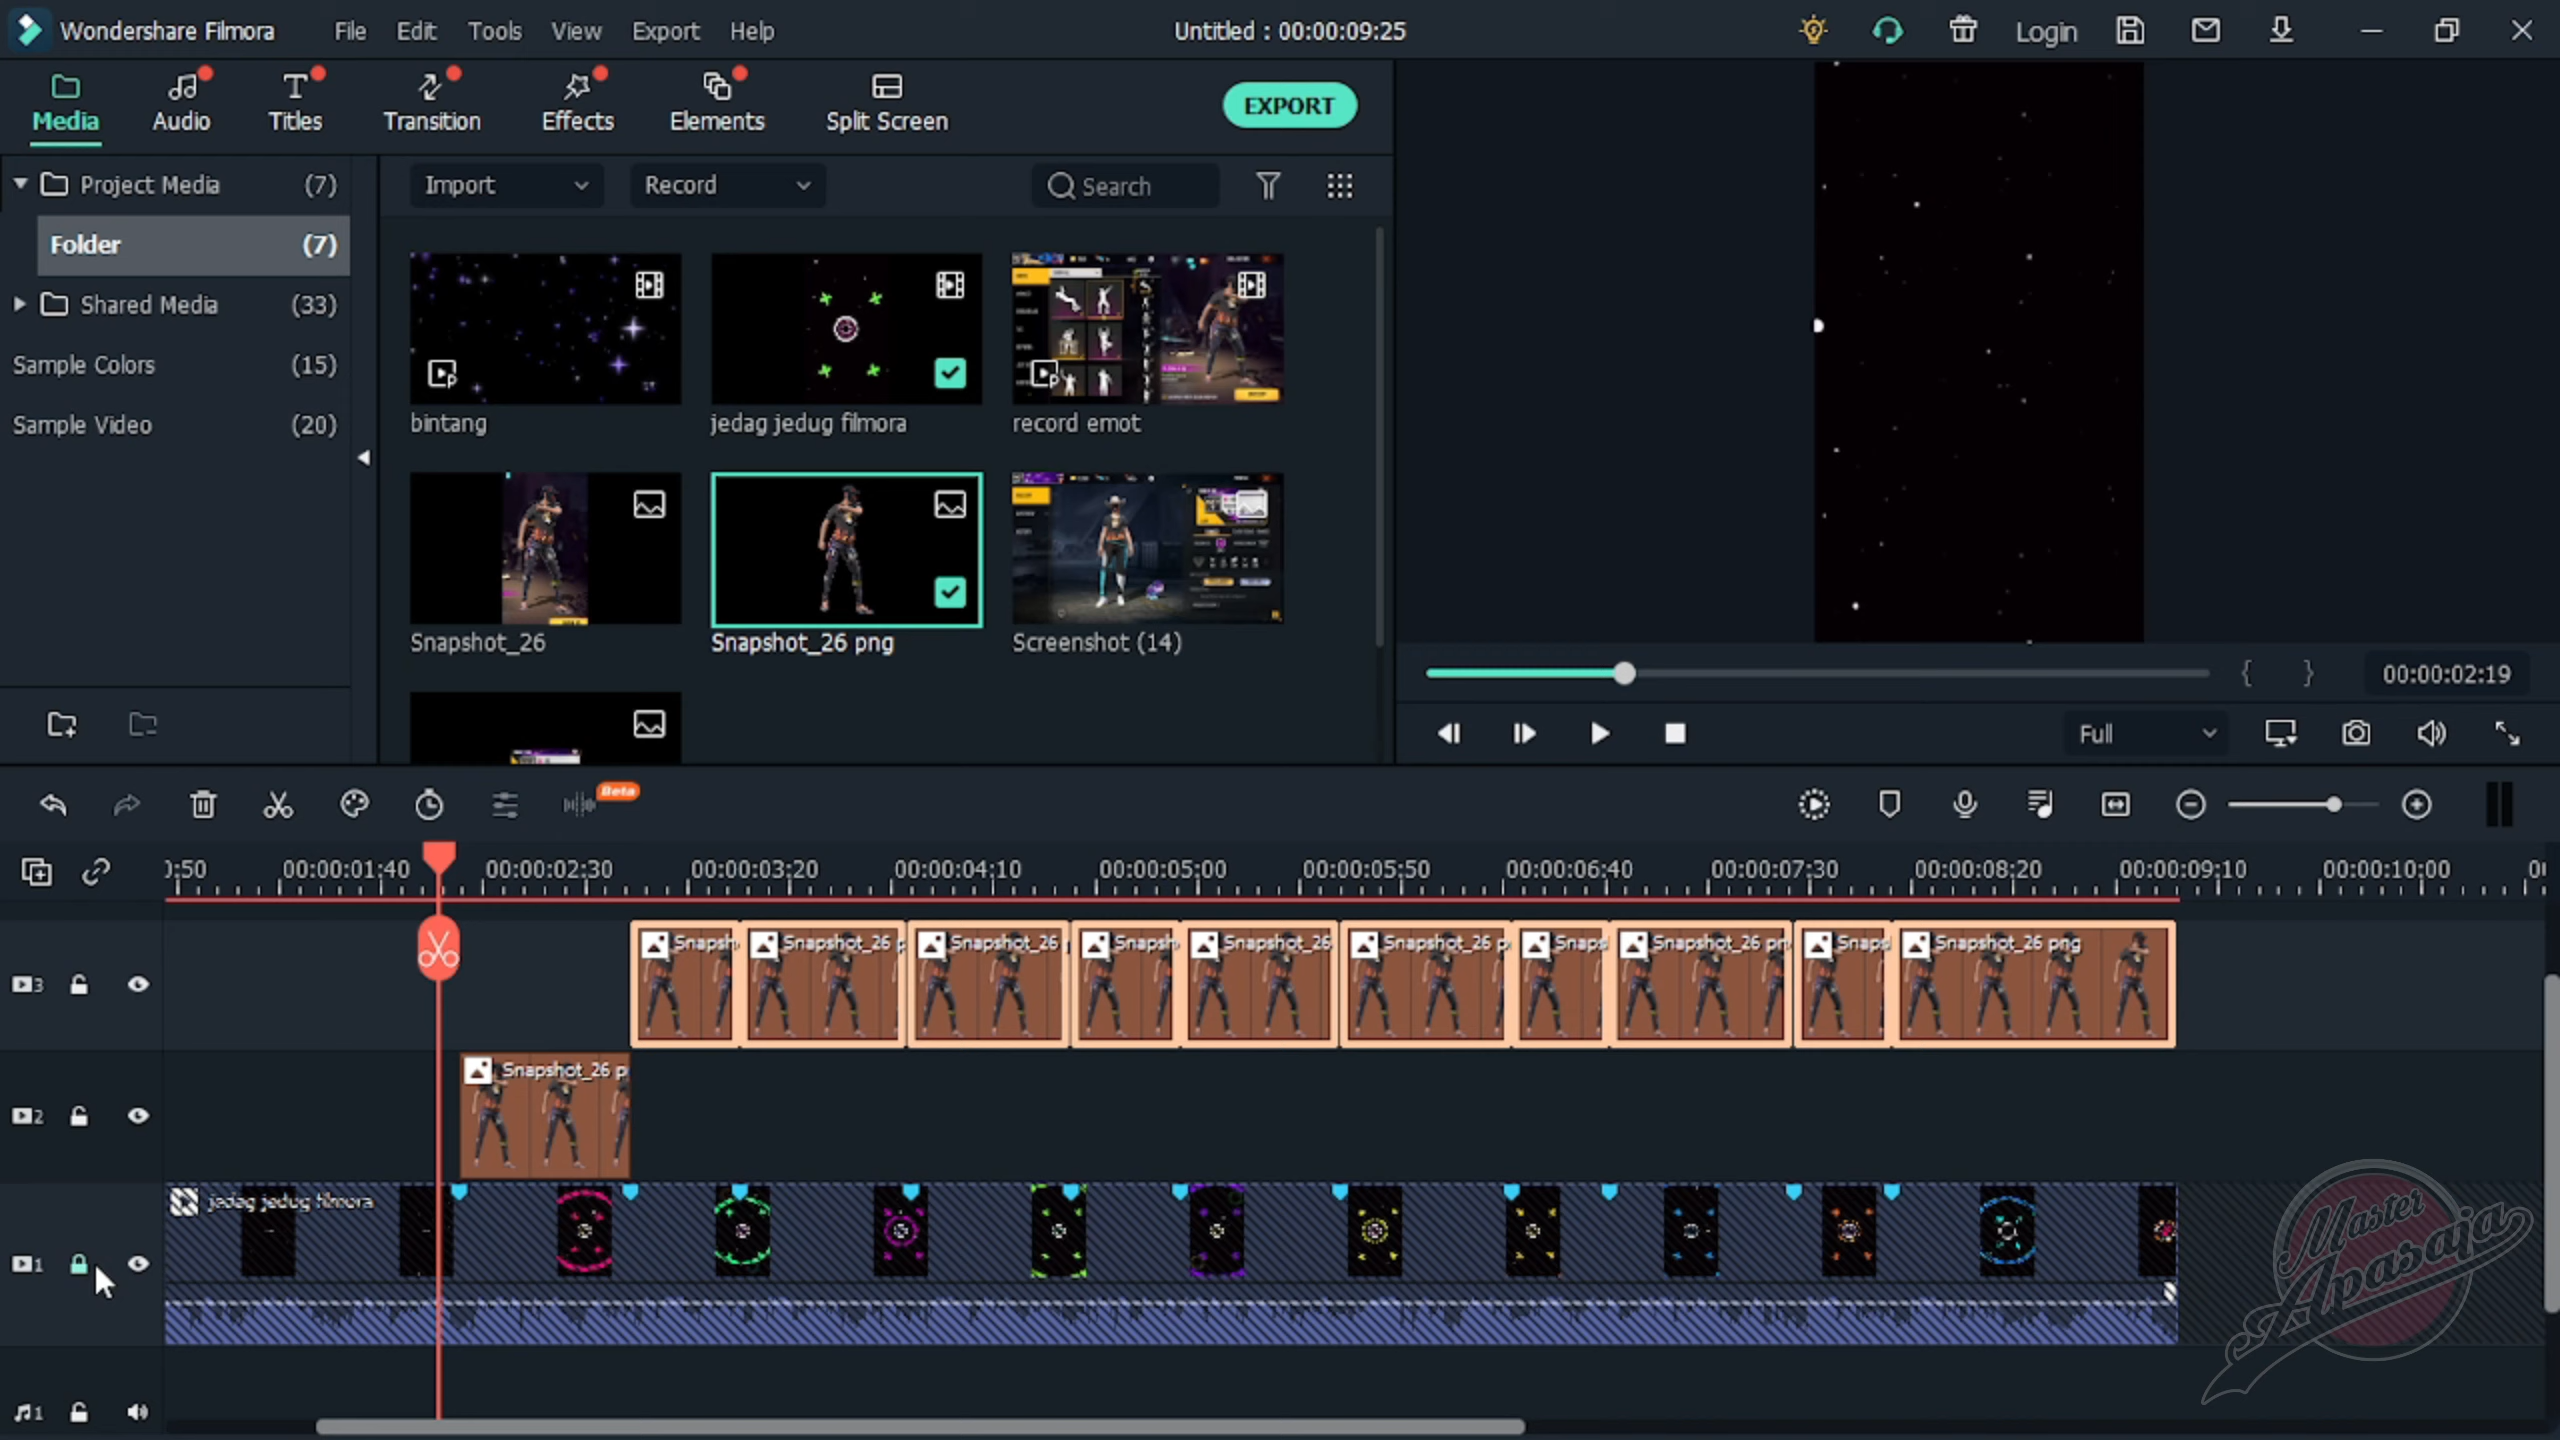 Wondershare Filmora File Edit Tools View Export Help Untitled : 00:00:09:25 Login
Media Audio Titles Transition Effects Elements Split Screen EXPORT
Project Media (7) Import Record Search
Folder (7)
Shared Media (33)
Sample Colors (15)
Sample Video (20)
bintang jedag jedug filmora record emot
Snapshot_26 Snapshot_26 png Screenshot (14)
{ } 00:00:02:19
Full
Beta
0:50 00:00:01:40 00:00:02:30 00:00:03:20 00:00:04:10 00:00:05:00 00:00:05:50 00:00:06:40 00:00:07:30 00:00:08:20 00:00:09:10 00:00:10:00
Snapsh Snapshot_26 p Snapshot_26 Snapsh Snapshot_26 Snapshot_26 p Snaps Snapshot_26 pn Snaps Snapshot_26 png
3
Snapshot_26 p
2
jedag jedug filmora
1
1
Master
Apasaja